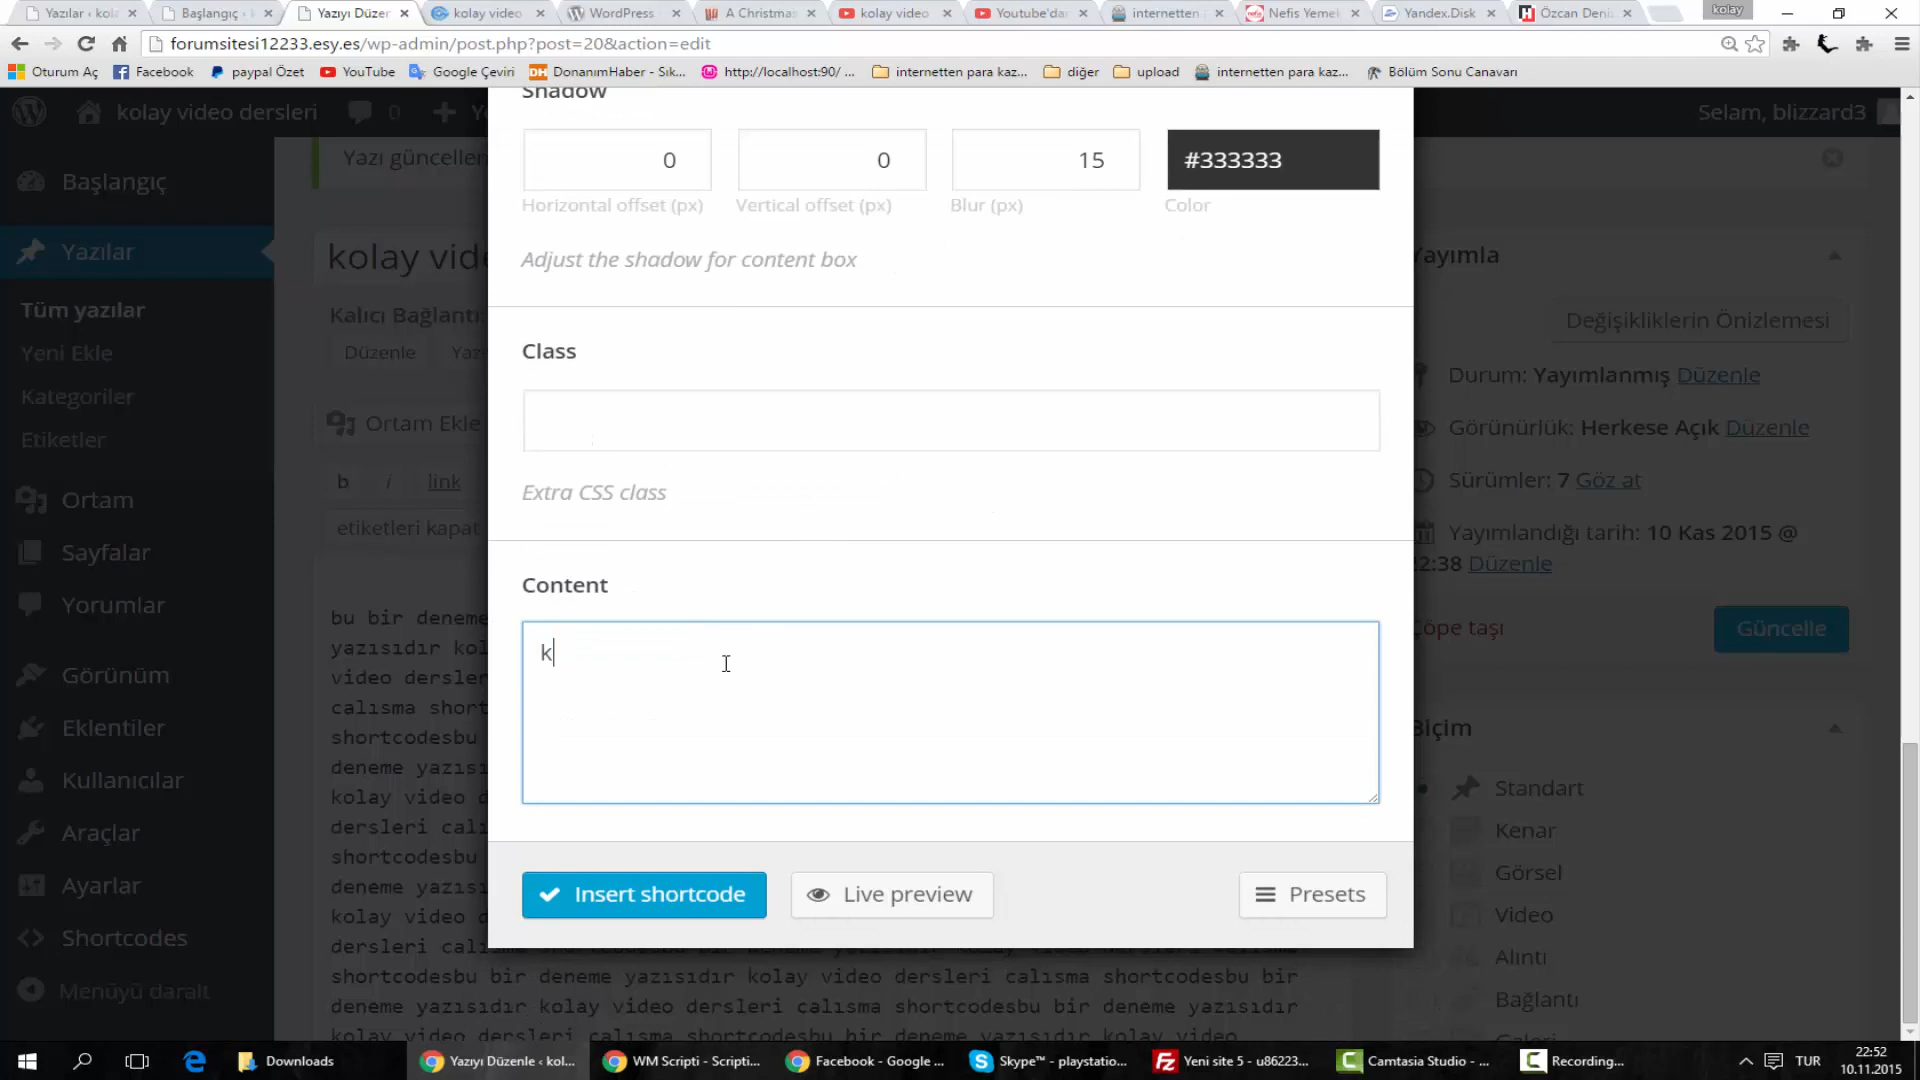 Yazılar ‹ kola
Başlangıç ‹ k
Yazıyı Düzer
kolay video
WordPress
A Christmas
kolay video
Youtube'da
internetten
Nefis Yemek
Yandex.Disk
Özcan Deni
kolay
forumsitesi12233.esy.es/wp-admin/post.php?post=20&action=edit
Oturum Aç
Facebook
paypal Özet
YouTube
Google Çeviri
DonanımHaber - Sık...
http://localhost:90/ ...
internetten para kaz...
diğer
upload
internetten para kaz...
Bölüm Sonu Canavarı
kolay video dersleri
0
Selam, blizzard3
Başlangıç
Yazılar
Tüm yazılar
Yeni Ekle
Kategoriler
Etiketler
Ortam
Sayfalar
Yorumlar
Görünüm
Eklentiler
Kullanıcılar
Araçlar
Ayarlar
Shortcodes
Menüyü daralt
Yazı güncellen
kolay vide
Kalıcı Bağlantı:
Düzenle
Yaz
Ortam Ekle
b
i
link
etiketleri kapat
bu bir deneme
yazısıdır kol
video dersler
calısma short
shortcodesbu
deneme yazısı
kolay video d
dersleri calı
shortcodesbu
deneme yazısı
kolay video d
shortcodesbu bir deneme yazısıdır kolay video dersleri calısma shortcodesbu bir
deneme yazısıdır kolay video dersleri calısma shortcodesbu bir deneme yazısıdır
kolay video dersleri calısma shortcodesbu bir deneme yazısıdır kolay video
Shadow
0
0
15
#333333
Horizontal offset (px)
Vertical offset (px)
Blur (px)
Color
Adjust the shadow for content box
Class
Extra CSS class
Content
k
Insert shortcode
Live preview
Presets
Yayımla
Değişikliklerin Önizlemesi
Durum: Yayımlanmış Düzenle
Görünürlük: Herkese Açık Düzenle
Sürümler: 7 Göz at
Yayımlandığı tarih: 10 Kas 2015 @
22:38 Düzenle
Çöpe taşı
Güncelle
Biçim
Standart
Kenar
Görsel
Video
Alıntı
Bağlantı
Downloads
Yazıyı Düzenle ‹ kol...
WM Scripti - Scripti...
Facebook - Google ...
Skype™ - playstatio...
Yeni site 5 - u86223...
Camtasia Studio - ...
Recording...
TUR
22:52
10.11.2015